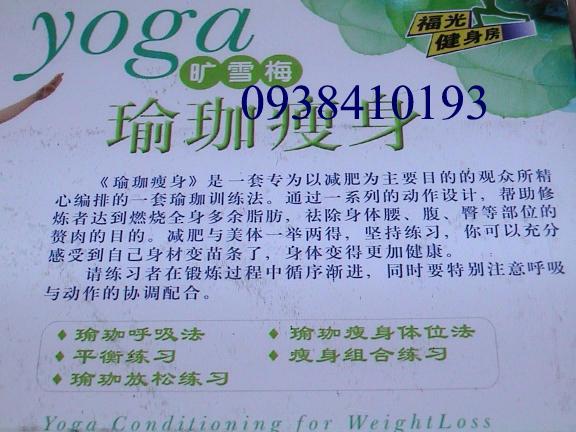 yoga
福光
健身房
旷雪梅
0938410193
瑜珈瘦身
《瑜珈瘦身》是一套专为以减肥为主要目的的观众所精
心编排的一套瑜珈训练法。通过一系列的动作设计，帮助修
炼者达到燃烧全身多余脂肪，祛除身体腰、腹、臀等部位的
赘肉的目的。减肥与美体一举两得，坚持练习，你可以充分
感受到自己身材变苗条了，身体变得更加健康。
请练习者在锻炼过程中循序渐进，同时要特别注意呼吸
与动作的协调配合。
♦ 瑜珈呼吸法
♦ 瑜珈瘦身体位法
♦ 平衡练习
♦ 瘦身组合练习
♦ 瑜珈放松练习
Yoga Conditioning for WeightLoss